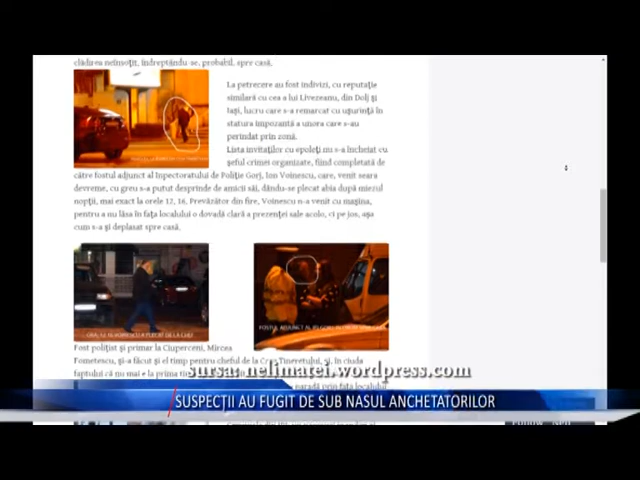 clădirea neînsoțit, îndreptându-se, probabil, spre casă.
La petrecere au fost indivizi, cu reputație
similară cu cea a lui Livezeanu, din Dolj și
Iași, lucru care s-a remarcat cu ușurință în
statura impozantă a unora care s-au
perindat prin zonă.
Lista invitaților cu epoleți nu s-a încheiat cu
șeful crimei organizate, fiind completată de
către fostul adjunct al Inpectoratului de Poliție Gorj, Ion Voinescu, care, venit seara
devreme, cu greu s-a putut desprinde de amicii săi, dându-se plecat abia după miezul
nopții, mai exact la orele 12, 16. Prevăzător din fire, Voinescu n-a venit cu mașina,
pentru a nu lăsa în fața localului o dovadă clară a prezenței sale acolo, ci pe jos, așa
cum s-a și deplasat spre casă.
Fost polițist și primar la Ciuperceni, Mircea
Fometescu, și-a făcut și el timp pentru cheful de la Casa Tineretului, și, în ciuda
faptului că nu mai e la prima
sursa: nelimatei.wordpress.com
paradă prin fața localului
SUSPECȚII AU FUGIT DE SUB NASUL ANCHETATORILOR